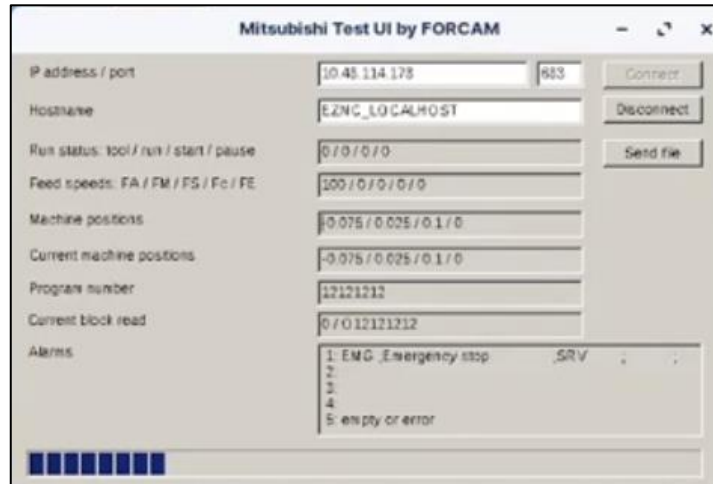 Mitsubishi Test UI by FORCAM
IP address / port 10.48.114.178 683 Connect
Hostname EZNC_LOCALHOST Disconnect
Run status: tool / run / start / pause 0 / 0 / 0 / 0 Send file
Feed speeds: FA / FM / FS / Fc / FE 100 / 0 / 0 / 0 / 0
Machine positions -0.075 / 0.025 / 0.1 / 0
Current machine positions -0.075 / 0.025 / 0.1 / 0
Program number 12121212
Current block read 0 / O12121212
Alarms 1: EMG ,Emergency stop ,SRV ; ;
2:
3:
4:
5: empty or error